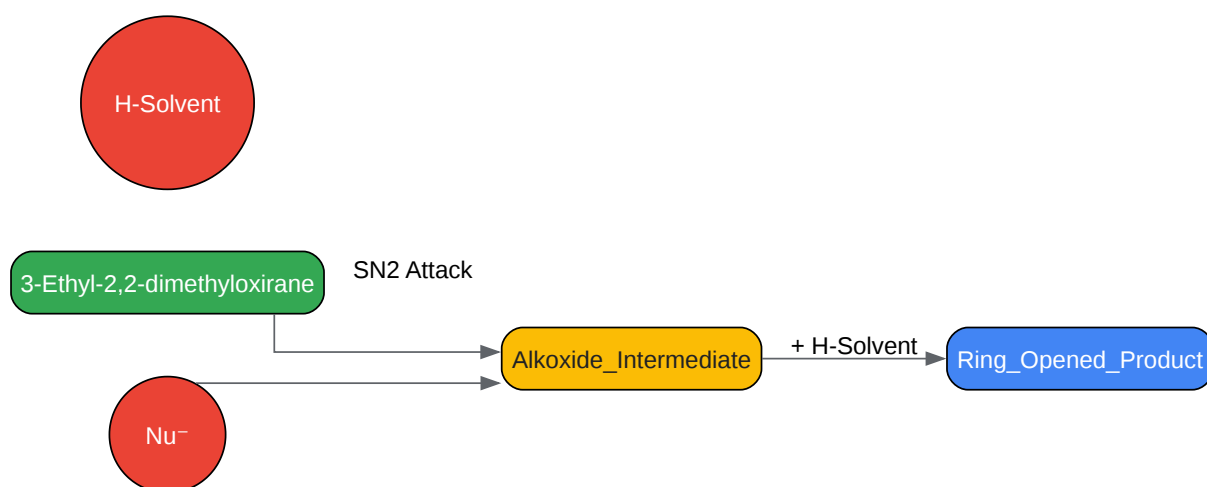 H-Solvent
3-Ethyl-2,2-dimethyloxirane
SN2 Attack
Alkoxide_Intermediate
+ H-Solvent
Ring_Opened_Product
Nu⁻